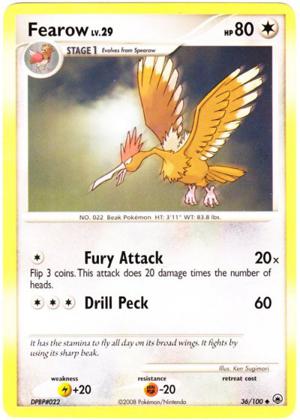 Fearow LV.29 HP 80
STAGE 1 Evolves from Spearow
NO. 022 Beak Pokémon HT: 3'11" WT: 83.8 lbs.
Fury Attack 20×
Flip 3 coins. This attack does 20 damage times the number of
heads.
Drill Peck 60
Illus. Ken Sugimori
It has the stamina to fly all day on its broad wings. It fights by
using its sharp beak.
weakness resistance retreat cost
+20 -20
DPBP#022 ©2008 Pokémon/Nintendo 36/100